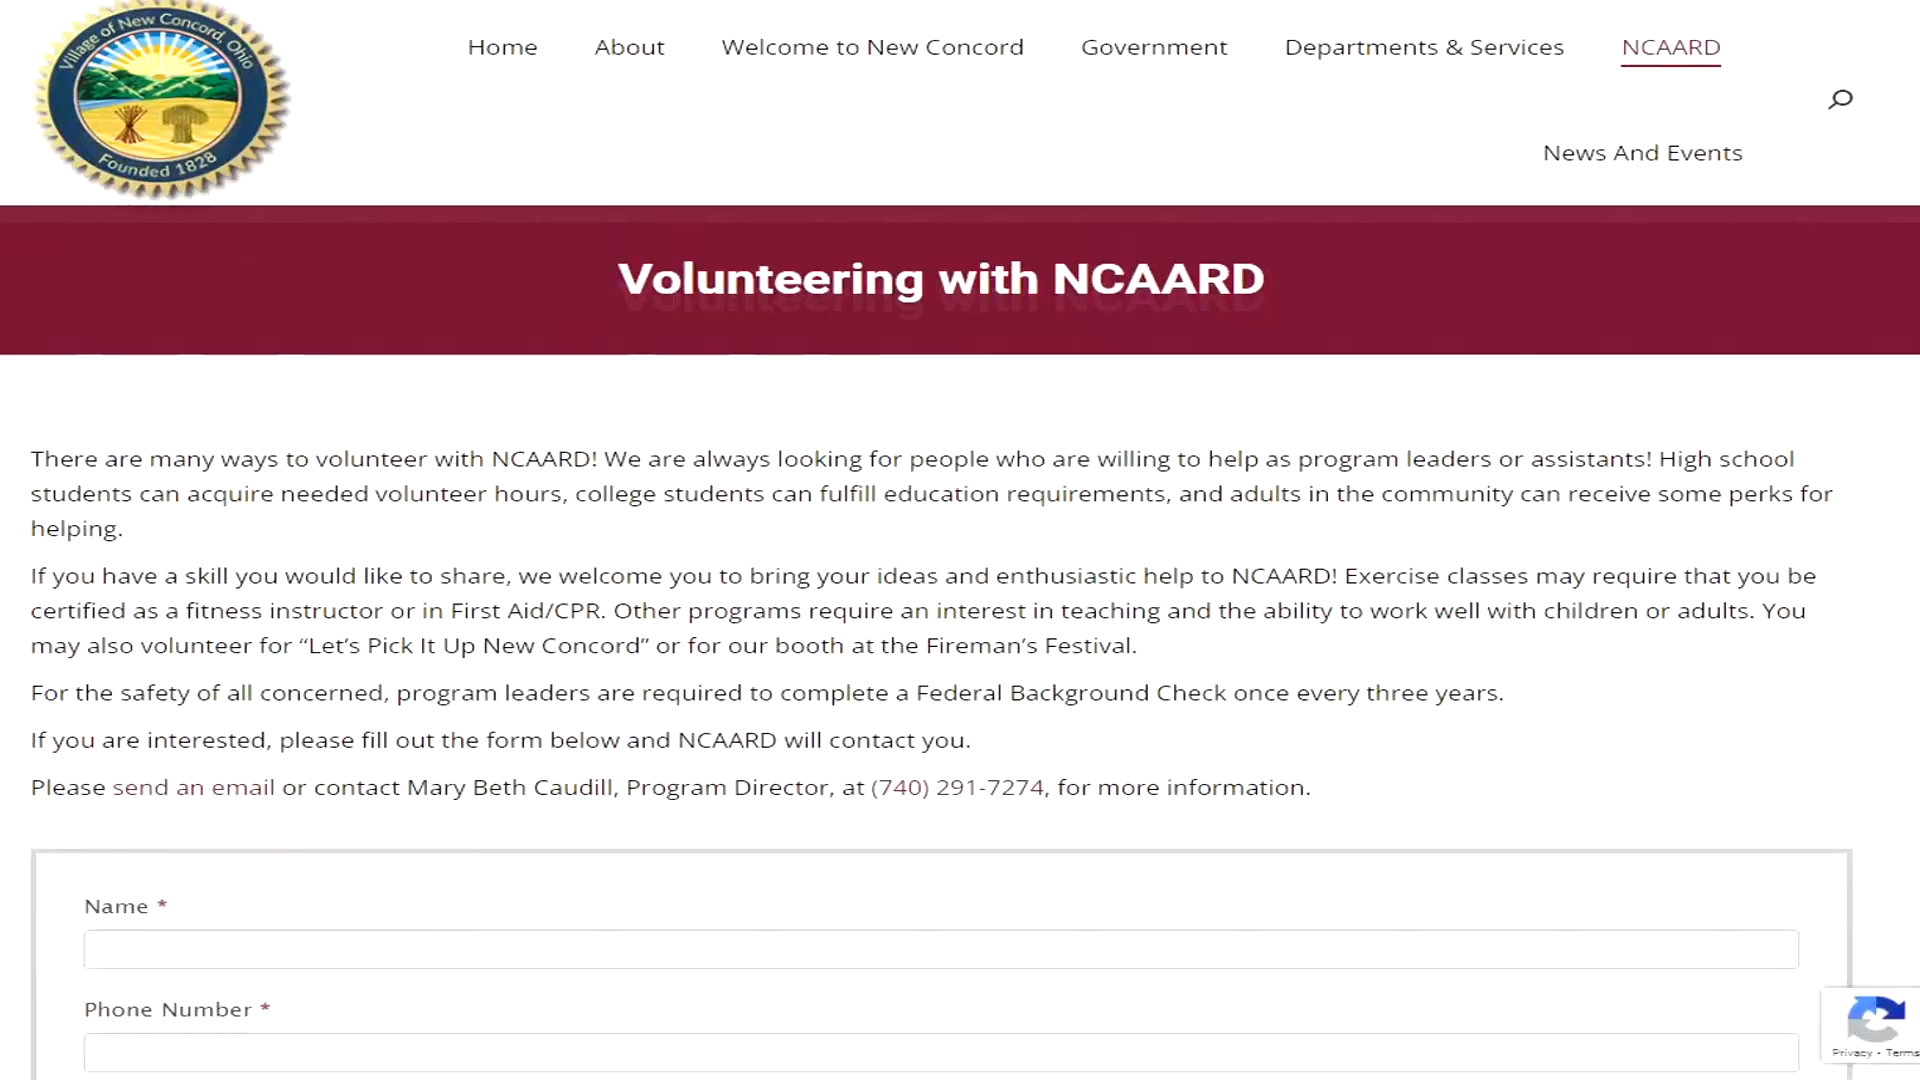 Village of New Concord, Ohio
Founded 1828
Home About Welcome to New Concord Government Departments & Services NCAARD
News And Events
Volunteering with NCAARD
There are many ways to volunteer with NCAARD! We are always looking for people who are willing to help as program leaders or assistants! High school
students can acquire needed volunteer hours, college students can fulfill education requirements, and adults in the community can receive some perks for
helping.
If you have a skill you would like to share, we welcome you to bring your ideas and enthusiastic help to NCAARD! Exercise classes may require that you be
certified as a fitness instructor or in First Aid/CPR. Other programs require an interest in teaching and the ability to work well with children or adults. You
may also volunteer for “Let’s Pick It Up New Concord” or for our booth at the Fireman’s Festival.
For the safety of all concerned, program leaders are required to complete a Federal Background Check once every three years.
If you are interested, please fill out the form below and NCAARD will contact you.
Please send an email or contact Mary Beth Caudill, Program Director, at (740) 291-7274, for more information.
Name *
Phone Number *
Privacy - Terms